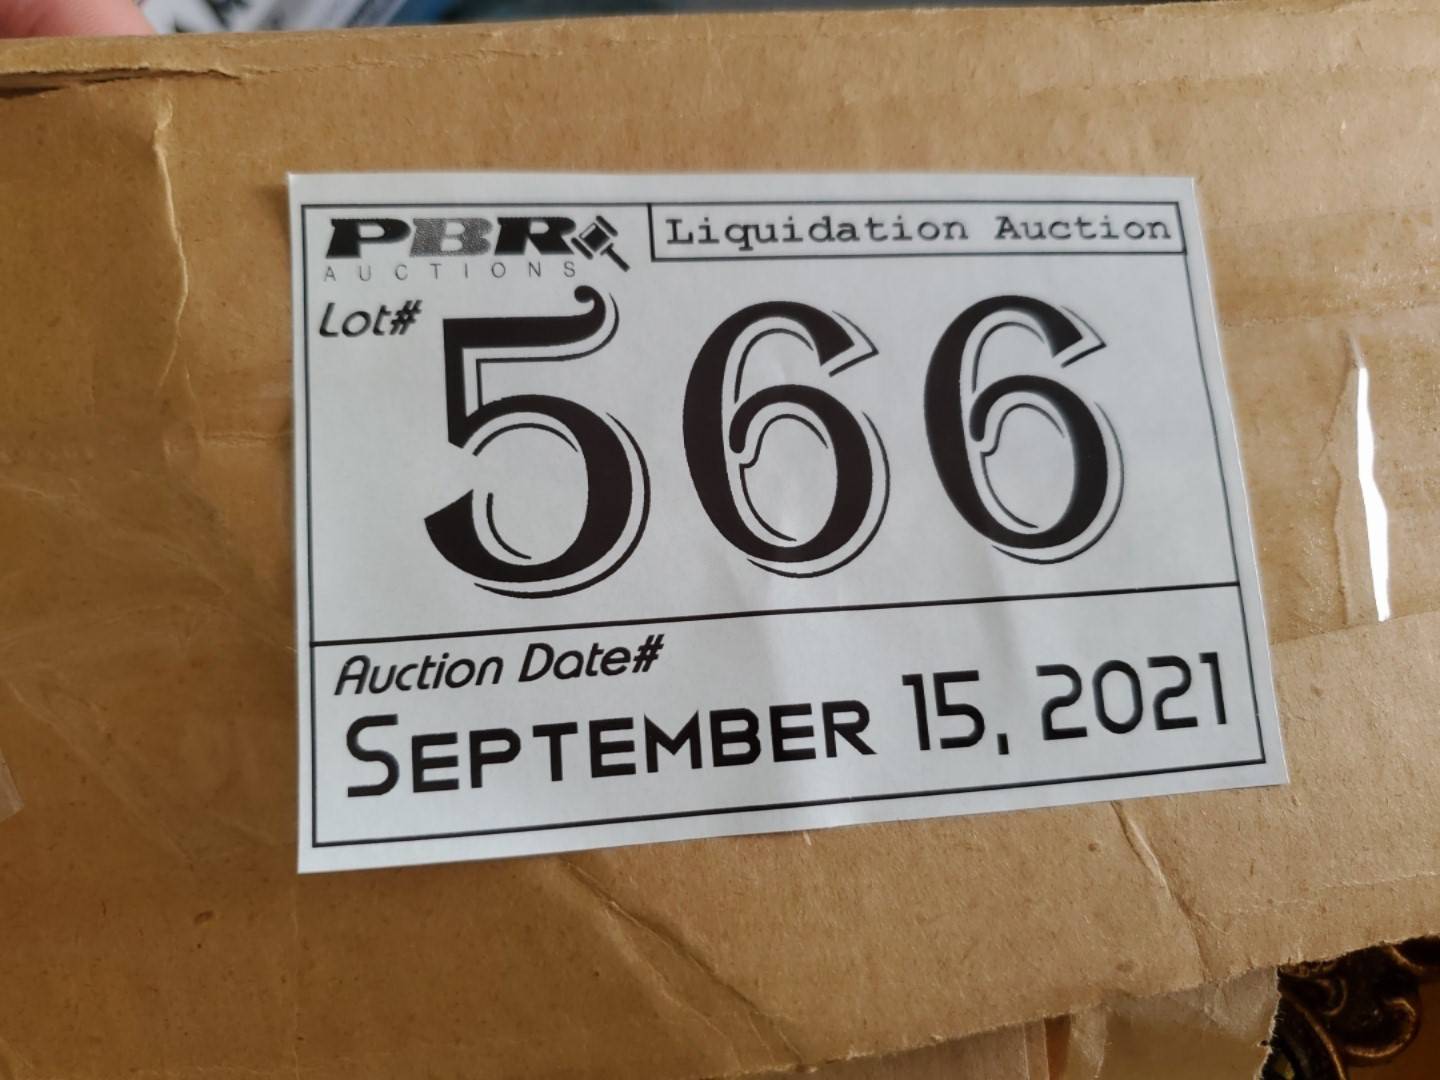 PBR
AUCTIONS
Liquidation Auction
Lot#
566
Auction Date#
SEPTEMBER 15, 2021